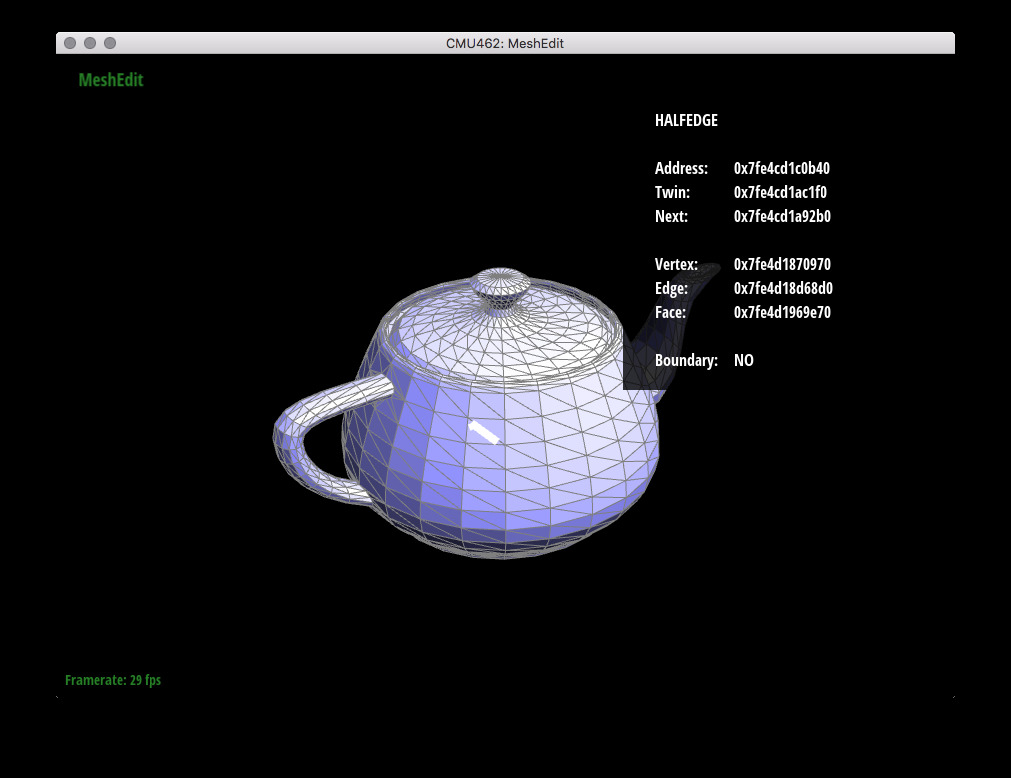 CMU462: MeshEdit
MeshEdit
HALFEDGE
Address: 0x7fe4cd1c0b40
Twin: 0x7fe4cd1ac1f0
Next: 0x7fe4cd1a92b0
Vertex: 0x7fe4d1870970
Edge: 0x7fe4d18d68d0
Face: 0x7fe4d1969e70
Boundary: NO
Framerate: 29 fps